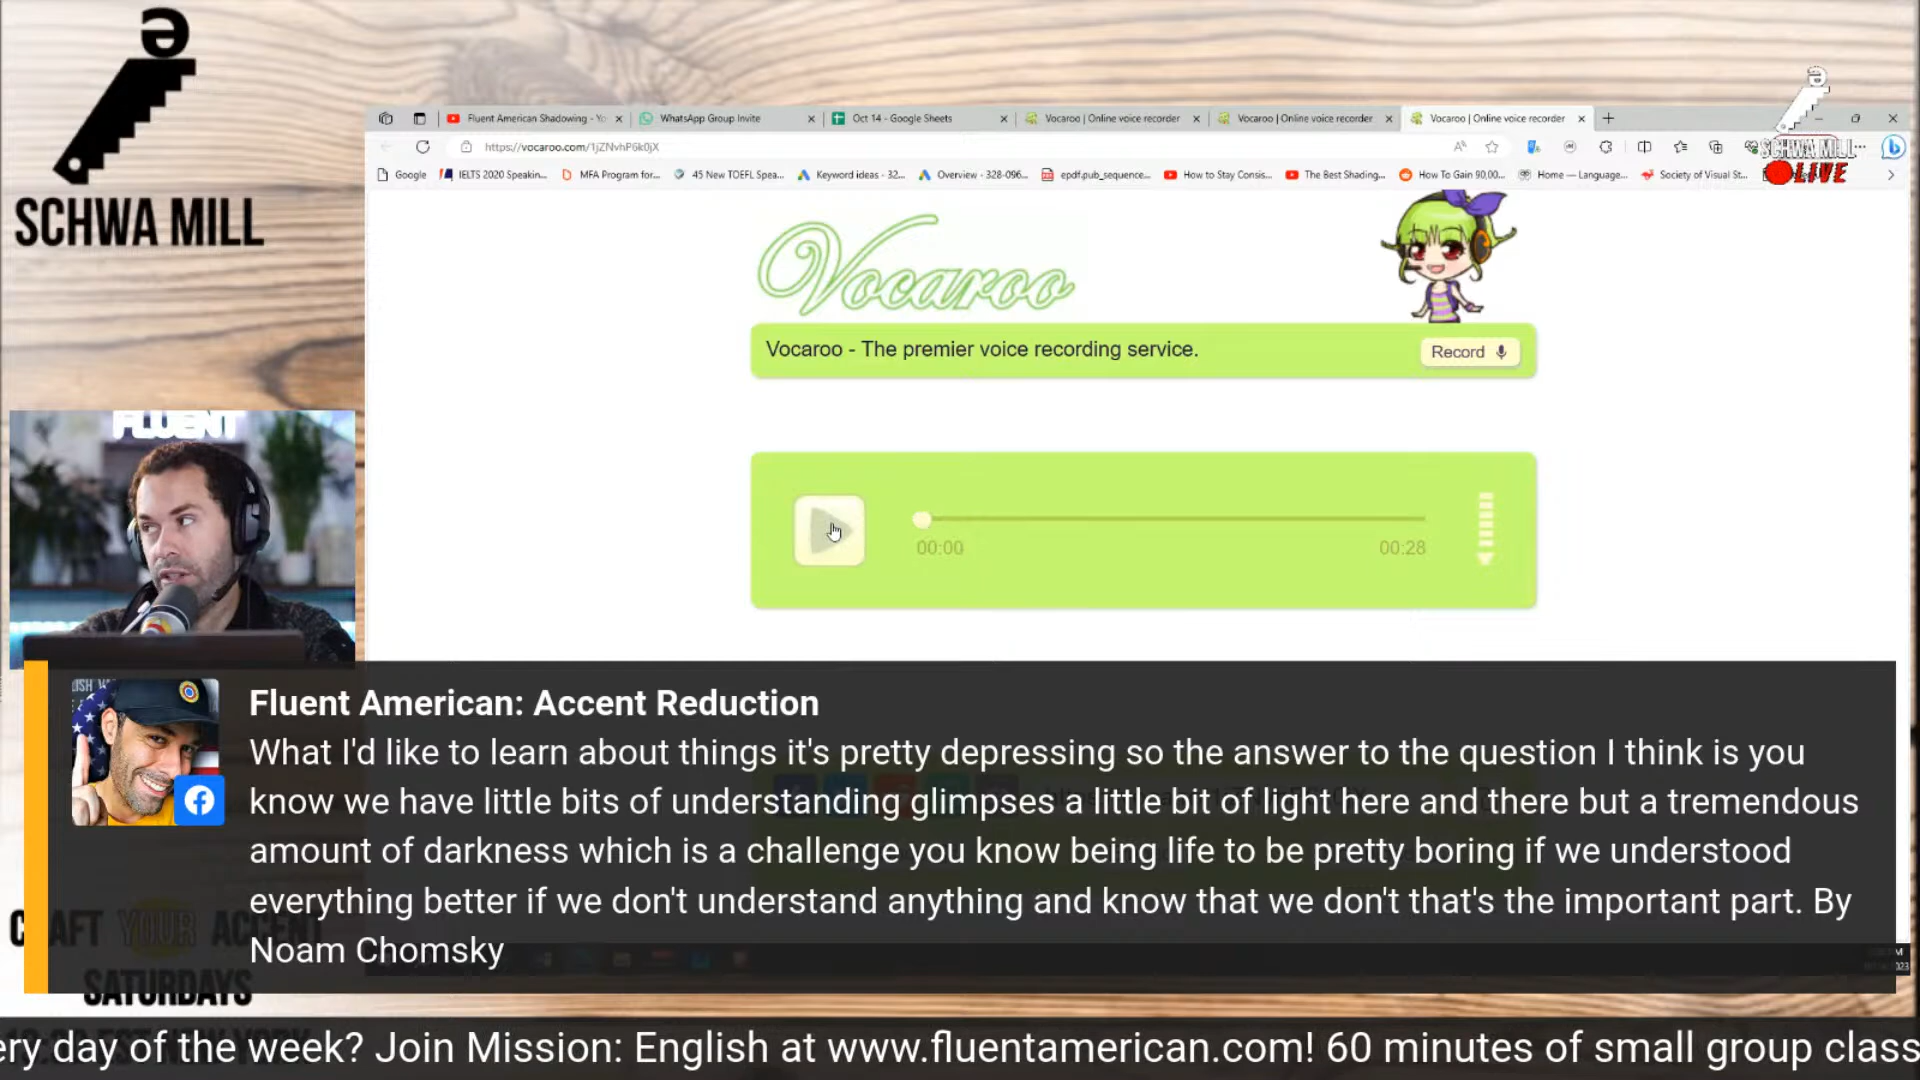 ə
SCHWA MILL
Fluent American Shadowing - Yo
WhatsApp Group Invite
Oct 14 - Google Sheets
Vocaroo | Online voice recorder
Vocaroo | Online voice recorder
Vocaroo | Online voice recorder
https://vocaroo.com/1jZNvhP6k0jX
SCHWA MILL
LIVE
Google
IELTS 2020 Speakin...
MFA Program for...
45 New TOEFL Spea...
Keyword ideas - 32...
Overview - 328-096...
epdf.pub_sequence...
How to Stay Consis...
The Best Shading...
How To Gain 90,00...
Home — Language...
Society of Visual St...
Vocaroo
Vocaroo - The premier voice recording service.
Record
00:00
00:28
FLUENT
Fluent American: Accent Reduction
What I'd like to learn about things it's pretty depressing so the answer to the question I think is you
know we have little bits of understanding glimpses a little bit of light here and there but a tremendous
amount of darkness which is a challenge you know being life to be pretty boring if we understood
everything better if we don't understand anything and know that we don't that's the important part. By
Noam Chomsky
CRAFT YOUR ACCENT
SATURDAYS
ery day of the week? Join Mission: English at www.fluentamerican.com! 60 minutes of small group class